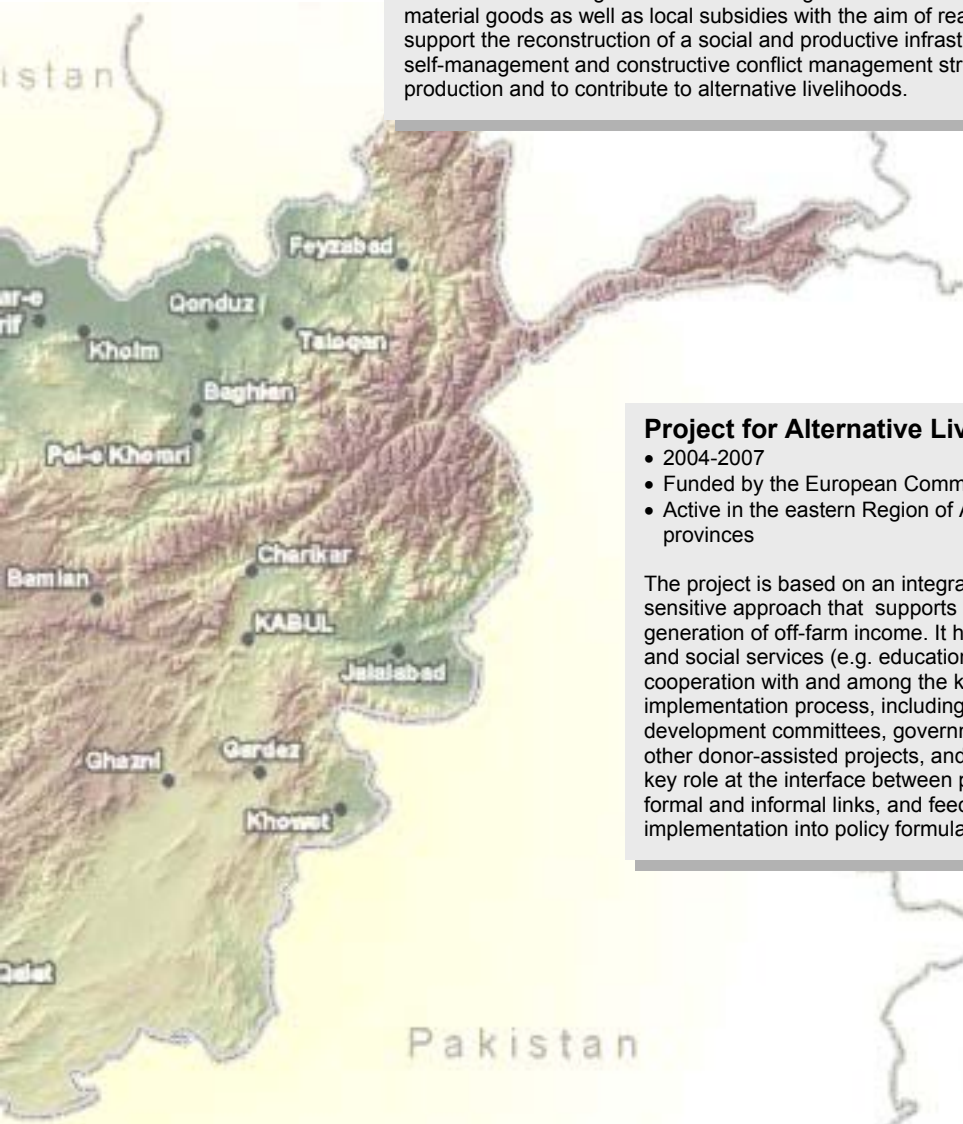 material goods as well as local subsidies with the aim of rea
support the reconstruction of a social and productive infrast
self-management and constructive conflict management str
production and to contribute to alternative livelihoods.
istan
Feyzabad
ar-e
rif
Qonduz
Kholm
Taloqan
Baghlan
Pol-e Khomri
Project for Alternative Liv
• 2004-2007
• Funded by the European Comm
• Active in the eastern Region of A
provinces
The project is based on an integra
sensitive approach that supports
generation of off-farm income. It h
and social services (e.g. education
cooperation with and among the k
implementation process, including
development committees, governm
other donor-assisted projects, and
key role at the interface between p
formal and informal links, and feed
implementation into policy formula
Charikar
Bamian
KABUL
Jalalabad
Gardez
Ghazni
Khowst
Qalat
Pakistan